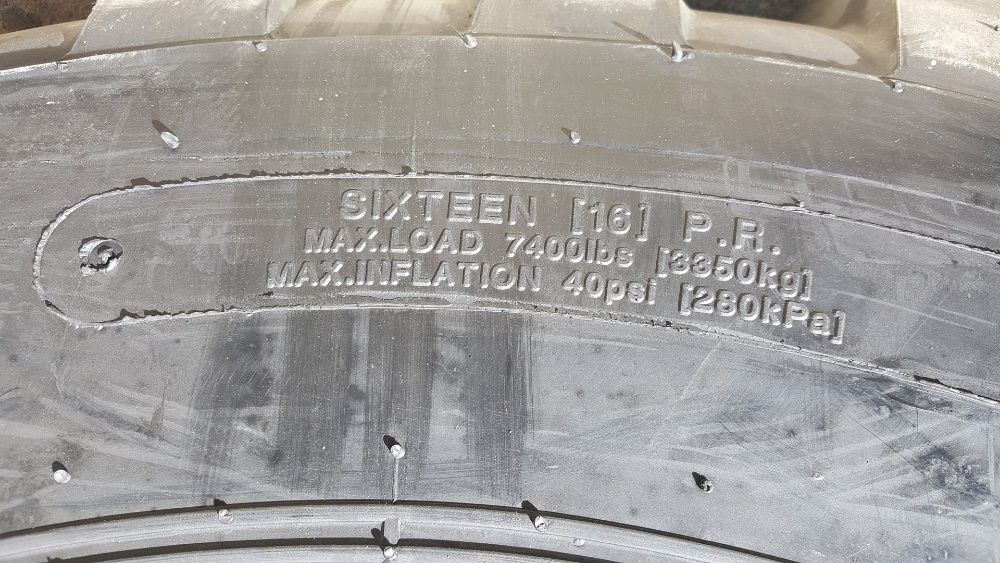 SIXTEEN [16] P.R.
MAX.LOAD 7400lbs [3350kg]
MAX.INFLATION 40psi [280kPa]